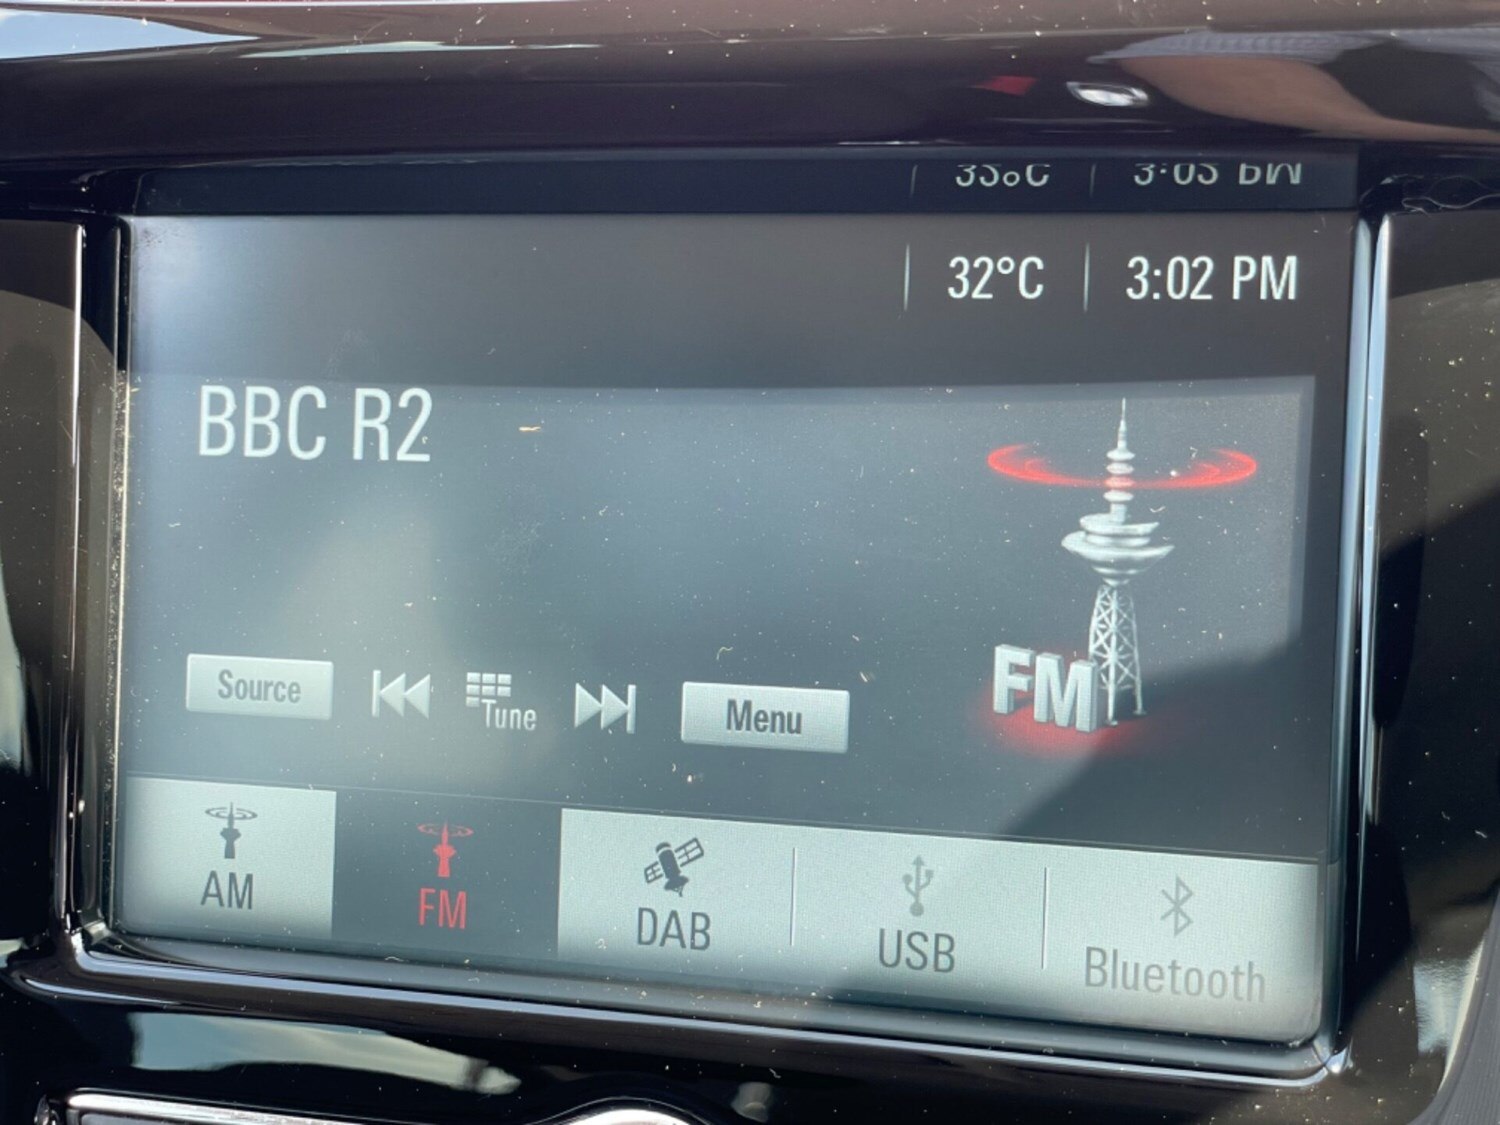 32°C 3:02 PM
BBC R2
FM
Source Tune Menu
AM FM DAB USB Bluetooth